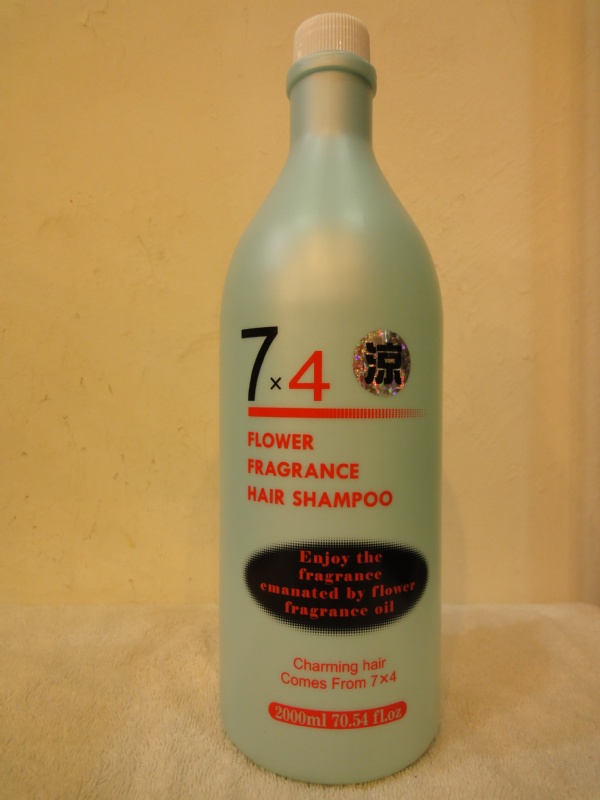 7×4
涼
FLOWER
FRAGRANCE
HAIR SHAMPOO
Enjoy the
fragrance
emanated by flower
fragrance oil
Charming hair
Comes From 7×4
2000ml 70.54 fl.oz